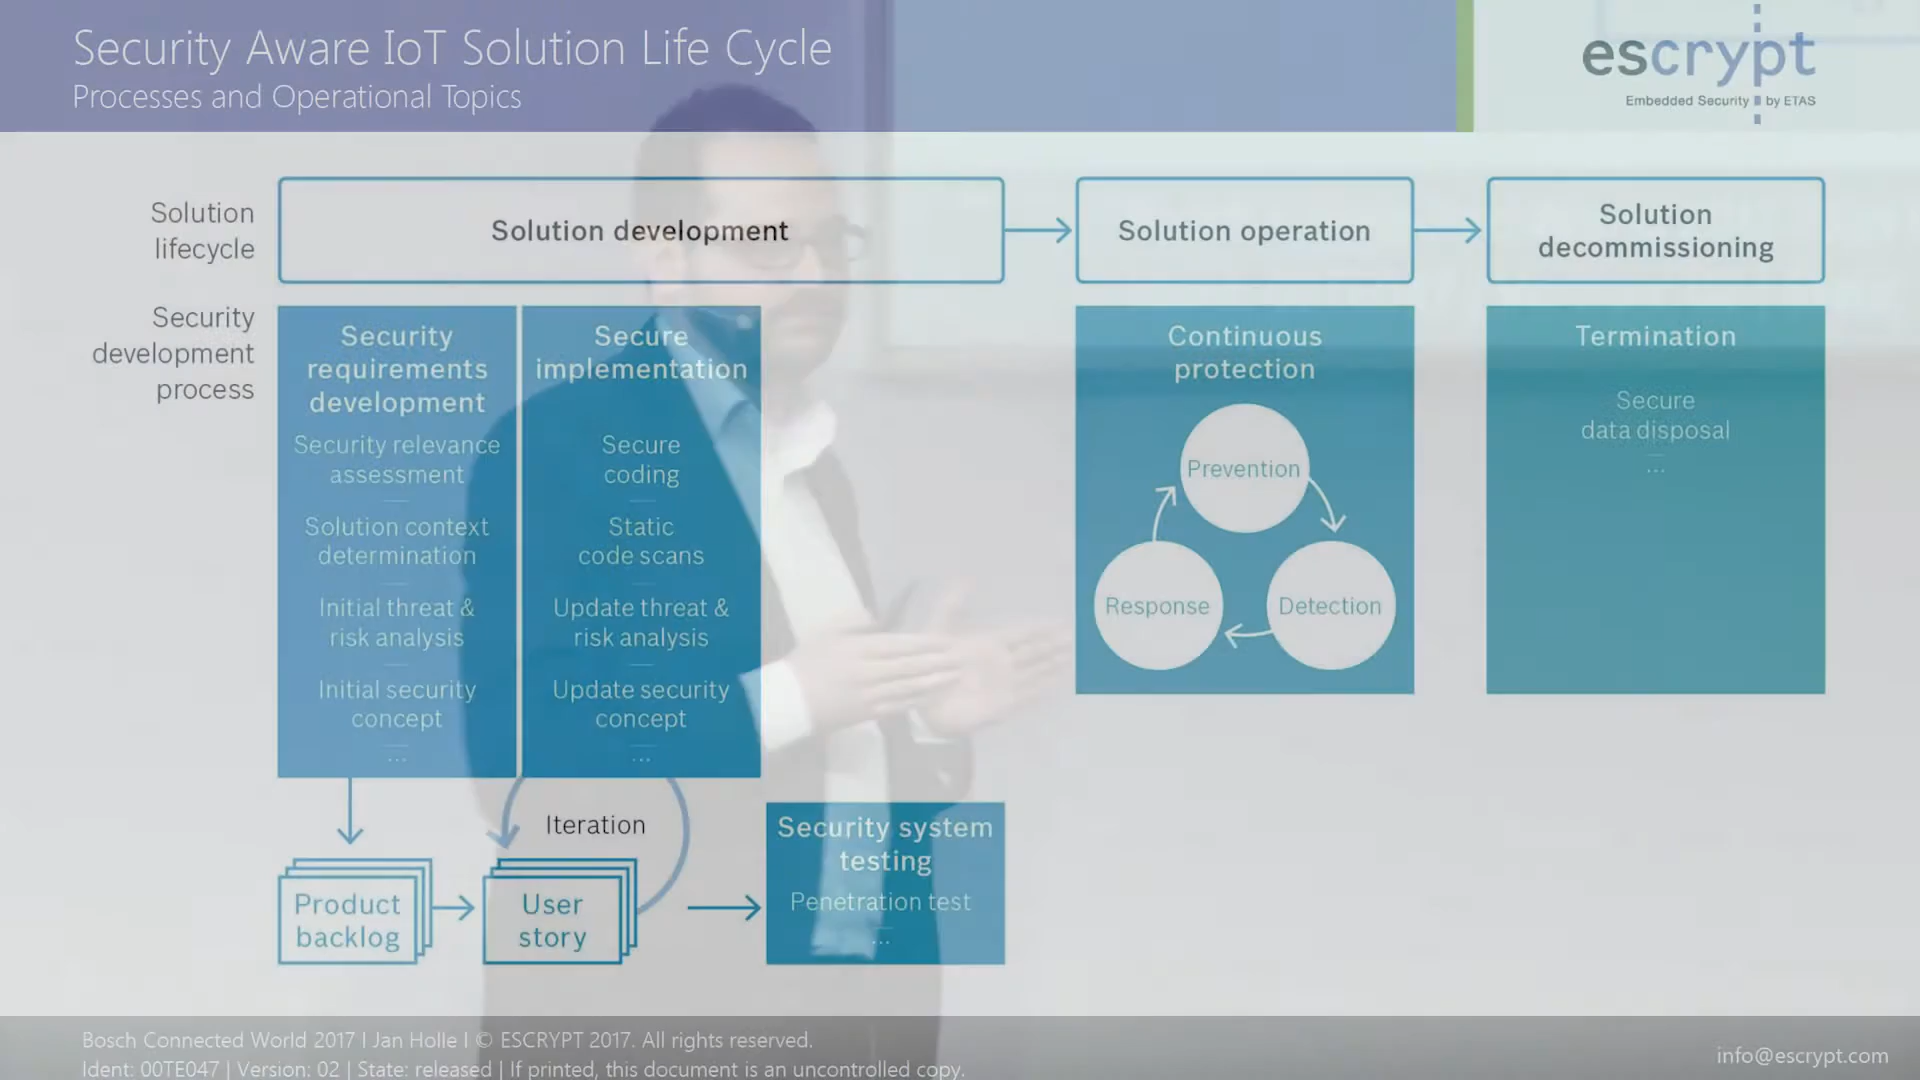 Security Aware IoT Solution Life Cycle
Processes and Operational Topics
escrypt
Embedded Security by ETAS
Solution
lifecycle
Solution development
Solution operation
Solution
decommissioning
Security
development
process
Security
requirements
development
Security relevance
assessment
Solution context
determination
Initial threat &
risk analysis
Initial security
concept
...
Secure
implementation
Secure
coding
Static
code scans
Update threat &
risk analysis
Update security
concept
...
Continuous
protection
Prevention
Response
Detection
Termination
Secure
data disposal
...
Iteration
Product
backlog
User
story
Security system
testing
Penetration test
...
Bosch Connected World 2017 I Jan Holle I © ESCRYPT 2017. All rights reserved.
Ident: 00TE047 | Version: 02 | State: released | If printed, this document is an uncontrolled copy.
info@escrypt.com